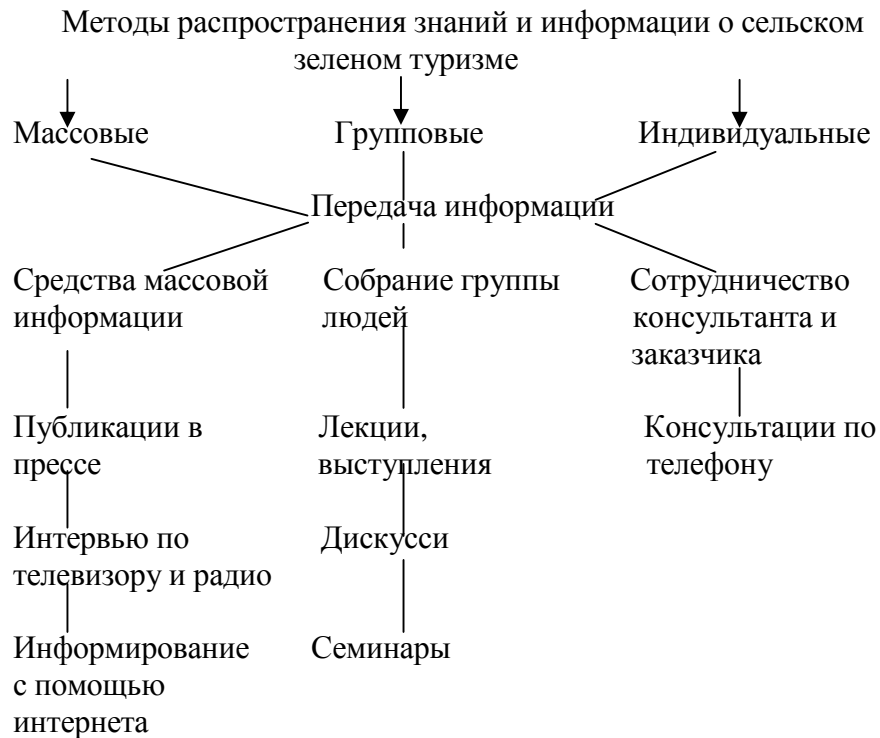 Методы распространения знаний и информации о сельском
зеленом туризме
Массовые
Групповые
Индивидуальные
Передача информации
Средства массовой
информации
Собрание группы
людей
Сотрудничество
консультанта и
заказчика
Публикации в
прессе
Лекции,
выступления
Консультации по
телефону
Интервью по
телевизору и радио
Дискусси
Информирование
с помощью
интернета
Семинары